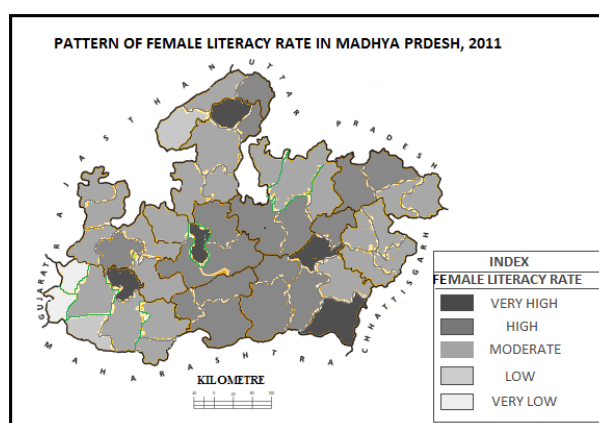 PATTERN OF FEMALE LITERACY RATE IN MADHYA PRDESH, 2011
RAJASTHAN
UTTAR PRADESH
GUJARAT
MAHARASHTRA
CHHATTISGARH
KILOMETRE
INDEX
FEMALE LITERACY RATE
VERY HIGH
HIGH
MODERATE
LOW
VERY LOW